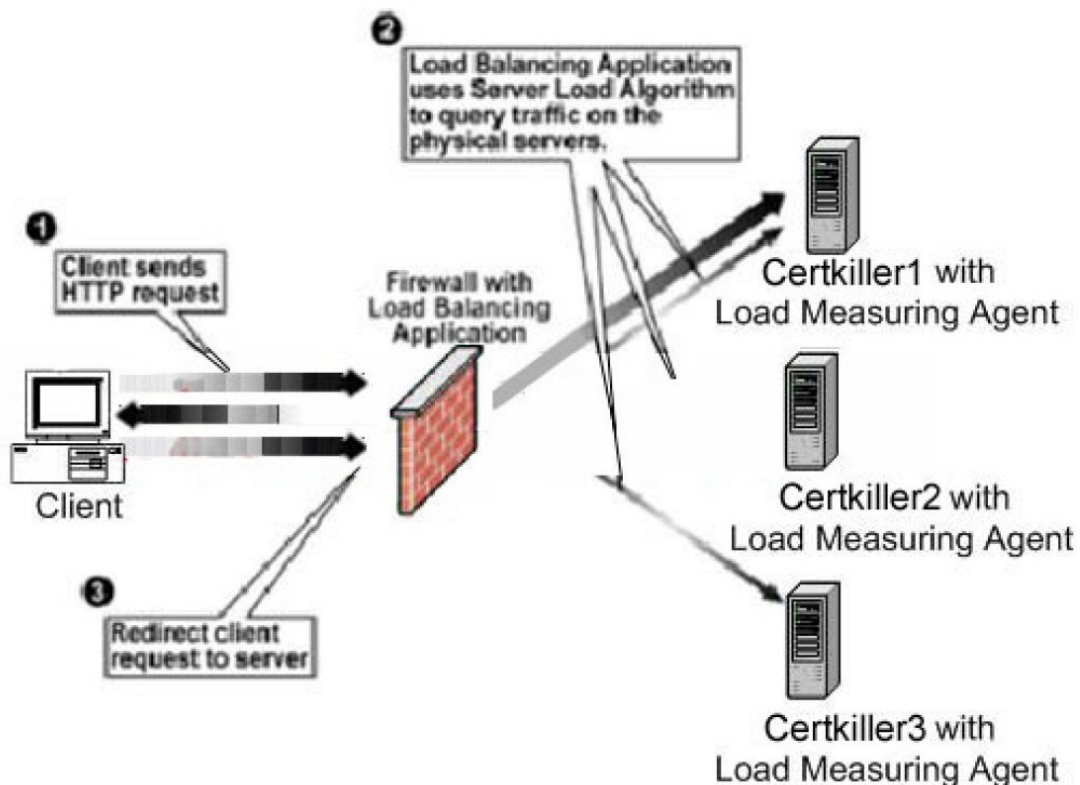 2
Load Balancing Application
uses Server Load Algorithm
to query traffic on the
physical servers.
1
Client sends
HTTP request
Firewall with
Load Balancing
Application
Certkiller1 with
Load Measuring Agent
Client
Certkiller2 with
Load Measuring Agent
3
Redirect client
request to server
Certkiller3 with
Load Measuring Agent